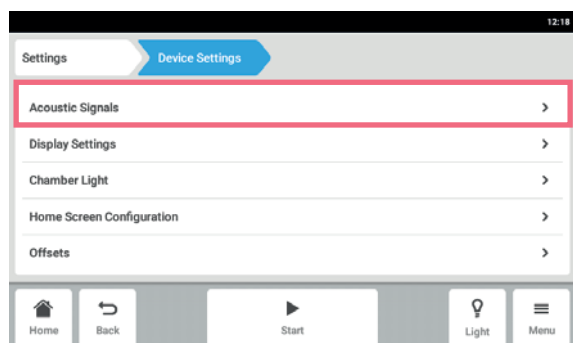 12:18
Settings Device Settings
Acoustic Signals
Display Settings
Chamber Light
Home Screen Configuration
Offsets
Home Back Start Light Menu